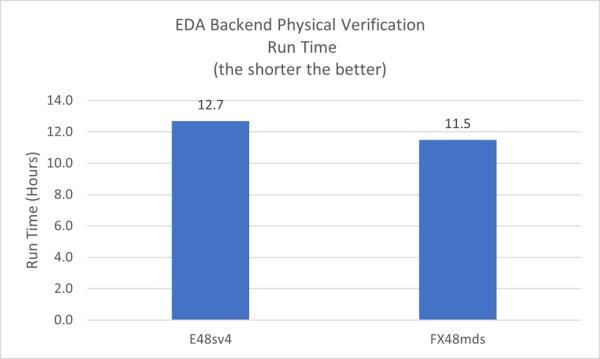 EDA Backend Physical Verification
Run Time
(the shorter the better)
Run Time (Hours)
14.0
12.0
10.0
8.0
6.0
4.0
2.0
0.0
12.7
11.5
E48sv4
FX48mds